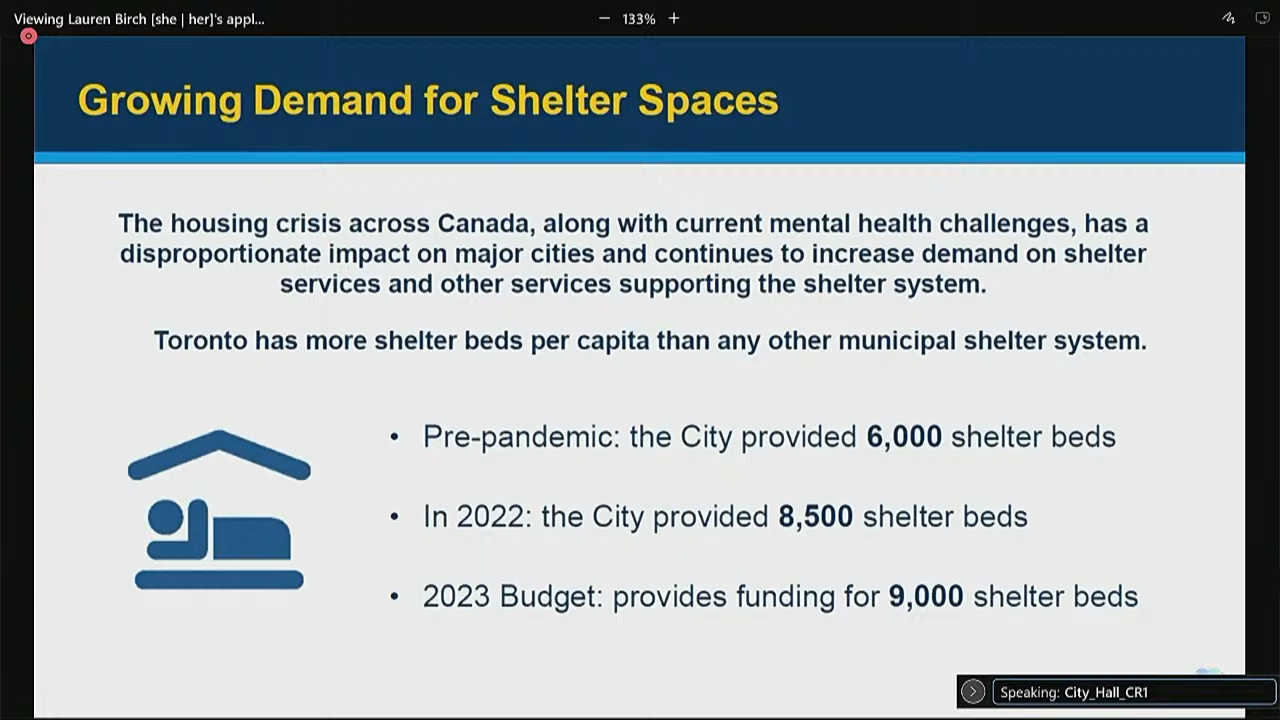 Viewing Lauren Birch [she | her]'s appl...
— 133% +
Growing Demand for Shelter Spaces
The housing crisis across Canada, along with current mental health challenges, has a
disproportionate impact on major cities and continues to increase demand on shelter
services and other services supporting the shelter system.
Toronto has more shelter beds per capita than any other municipal shelter system.
• Pre-pandemic: the City provided 6,000 shelter beds
• In 2022: the City provided 8,500 shelter beds
• 2023 Budget: provides funding for 9,000 shelter beds
Speaking: City_Hall_CR1